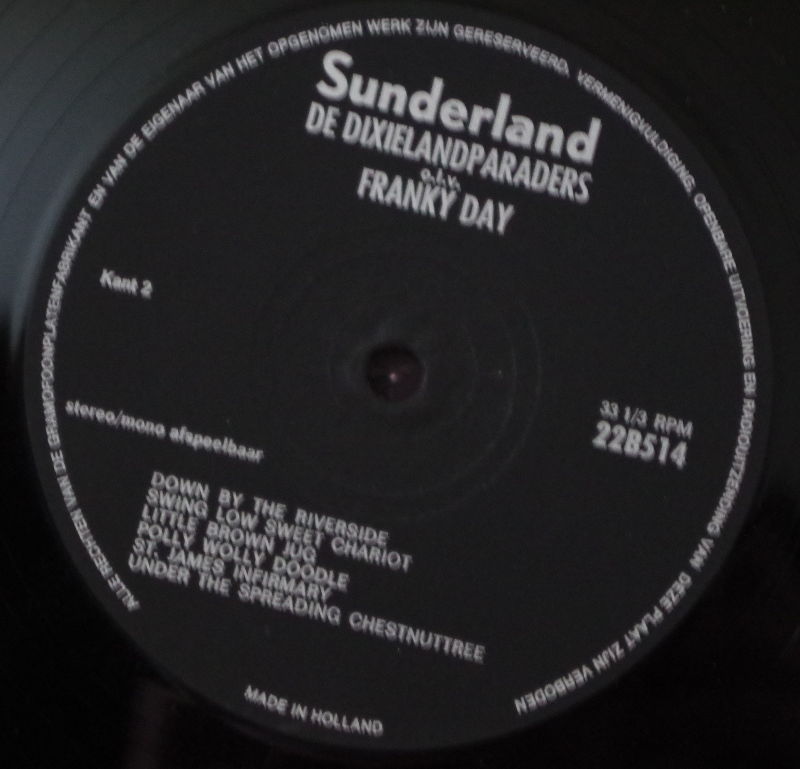 ALLE RECHTEN VAN DE GRAMOFOONPLATENFABRIKANT EN VAN DE EIGENAAR VAN HET OPGENOMEN WERK ZIJN GERESERVEERD. VERMENIGVULDIGING, OPENBARE UITVOERING EN RADIOUITZENDING VAN DEZE PLAAT ZIJN VERBODEN
Sunderland
DE DIXIELANDPARADERS
o.l.v.
FRANKY DAY
Kant 2
stereo/mono afspeelbaar
33 1/3 RPM
22B514
DOWN BY THE RIVERSIDE
SWING LOW SWEET CHARIOT
LITTLE BROWN JUG
POLLY WOLLY DOODLE
ST. JAMES INFIRMARY
UNDER THE SPREADING CHESTNUTTREE
MADE IN HOLLAND